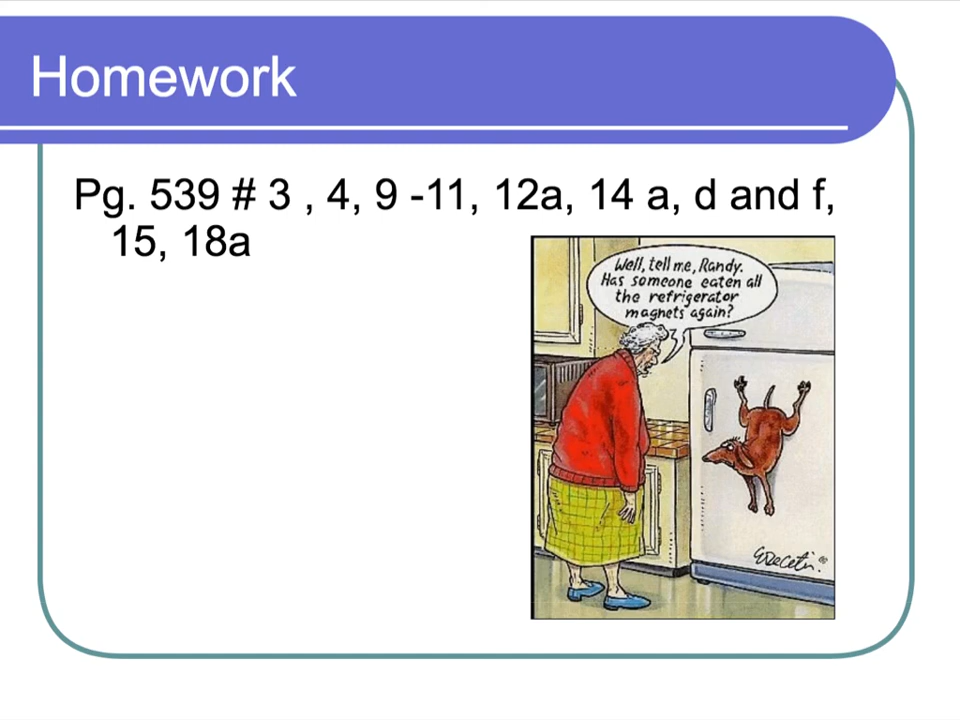 Homework
Pg. 539 # 3 , 4, 9 -11, 12a, 14 a, d and f,
15, 18a
Well, tell me, Randy.
Has someone eaten all
the refrigerator
magnets again?